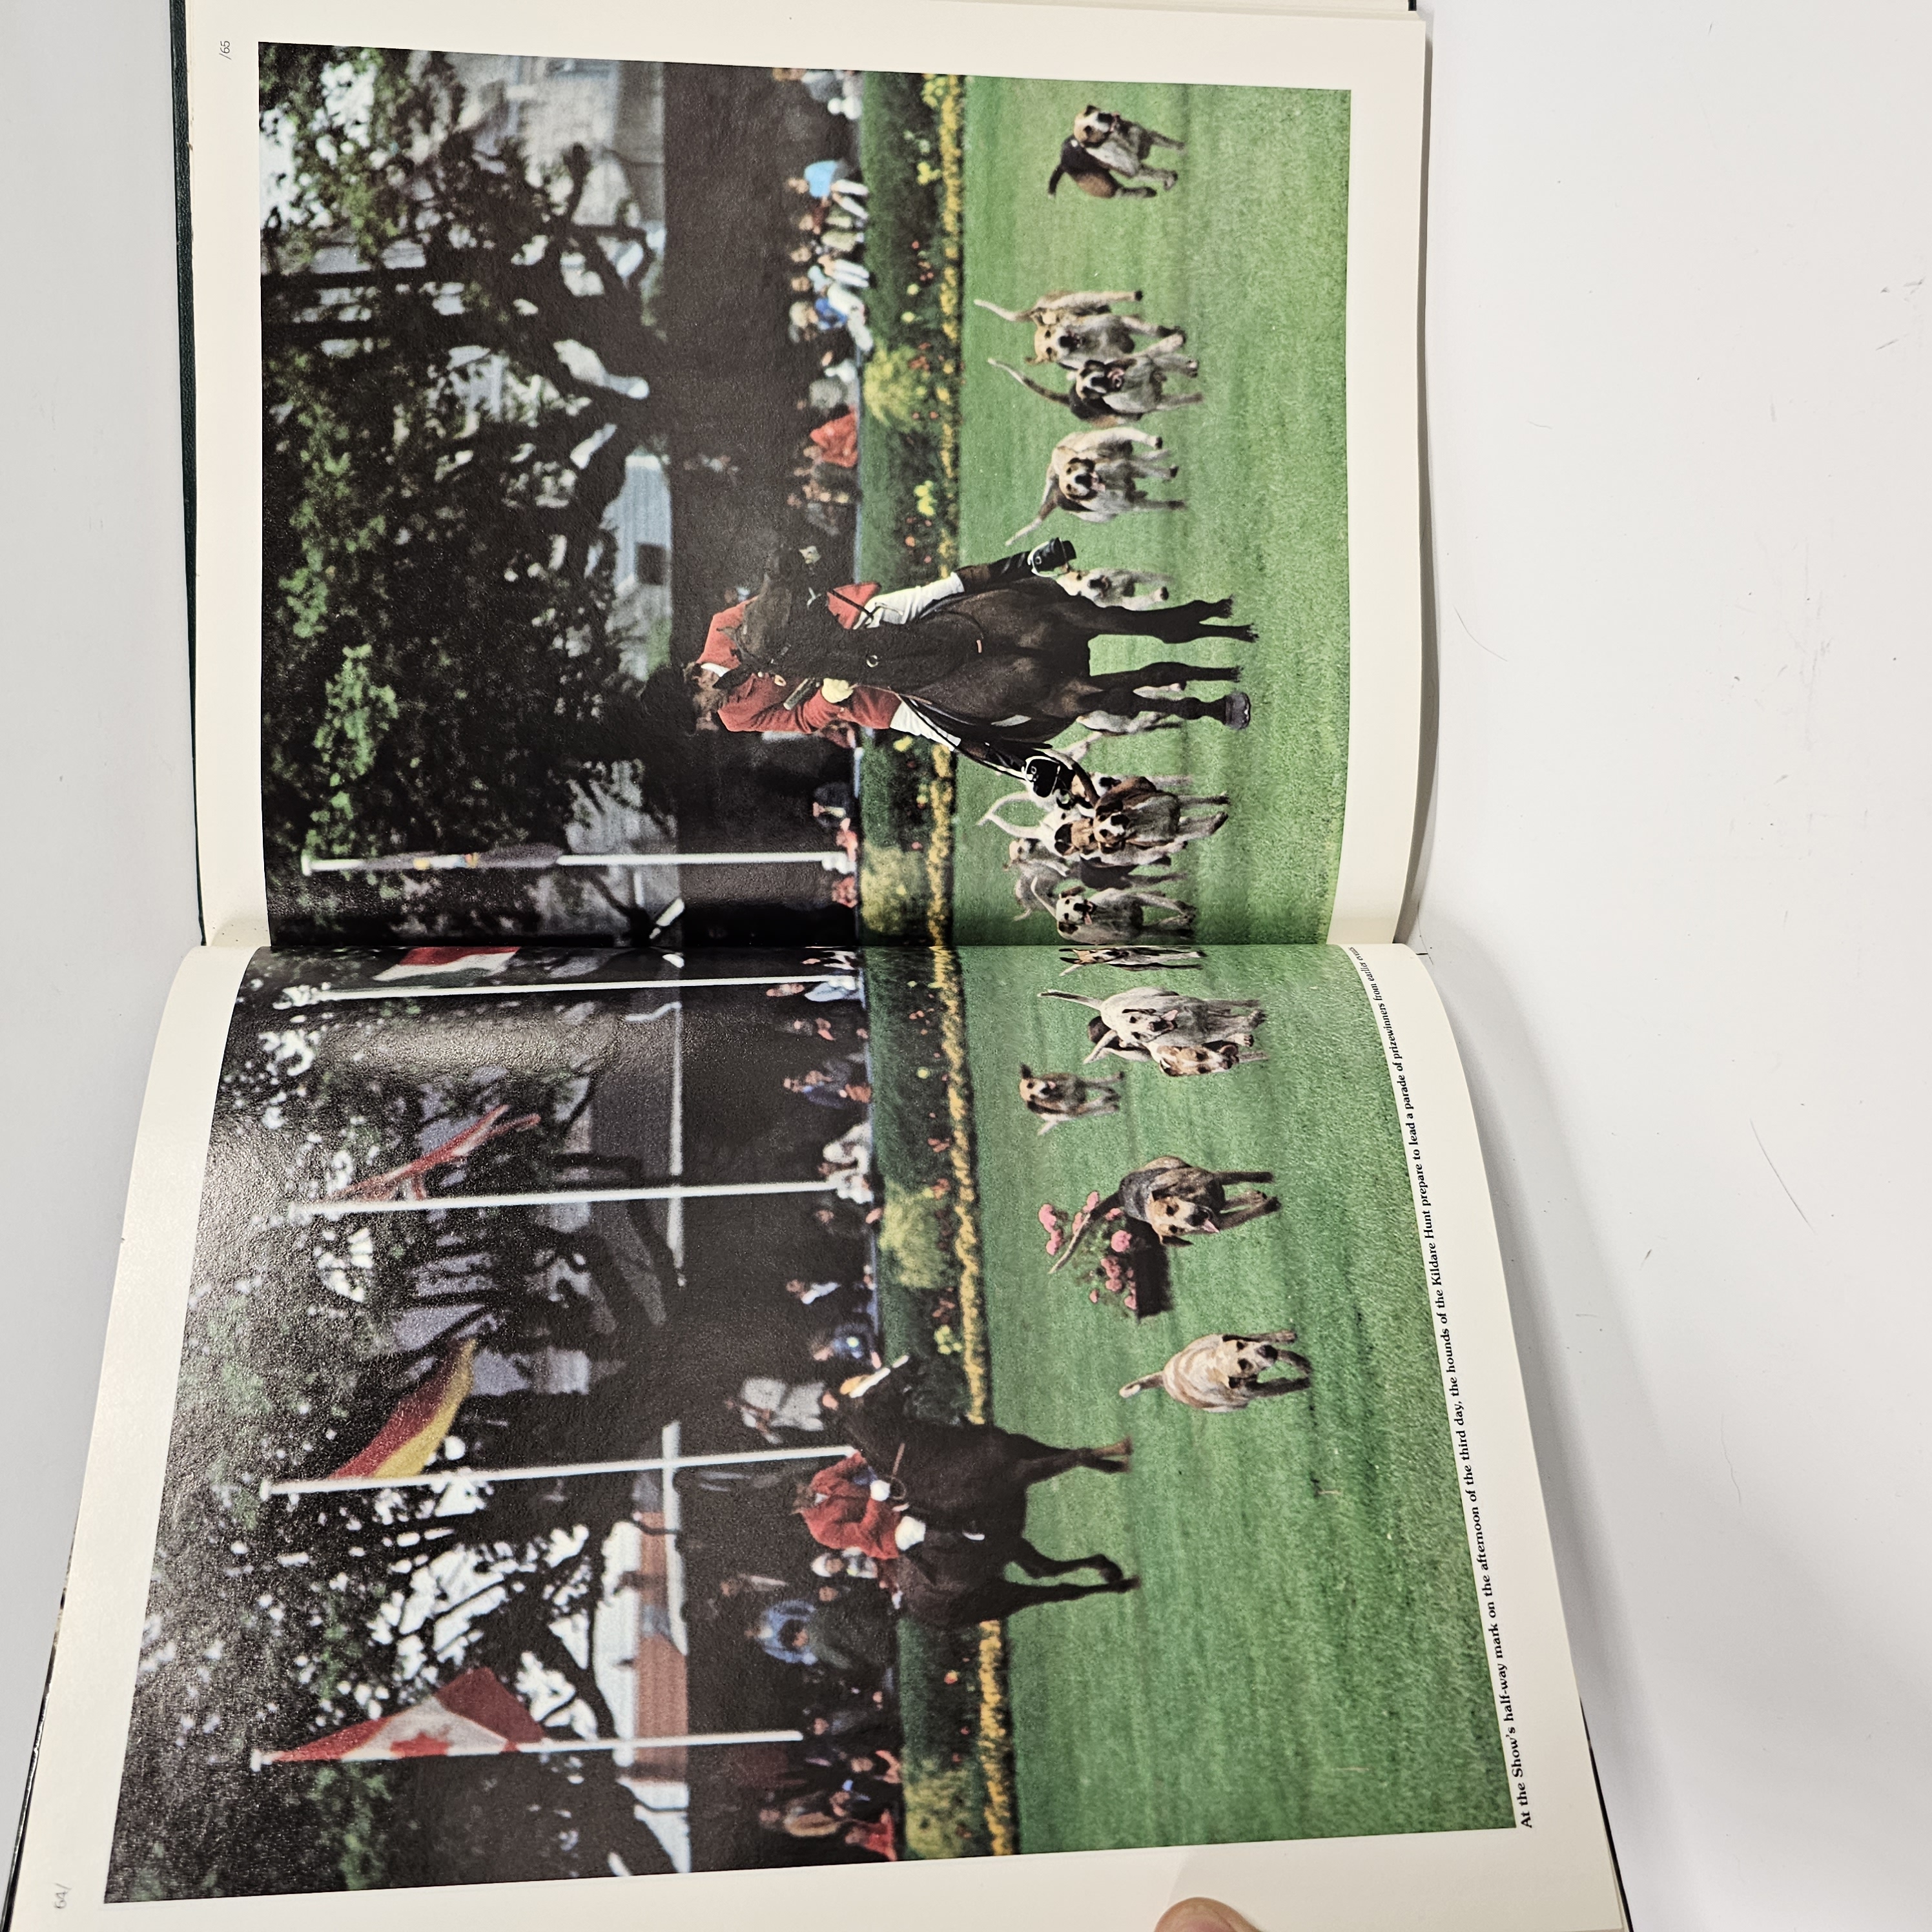 64/
/65
At the Show's half-way mark on the afternoon of the third day, the hounds of the Kildare Hunt prepare to lead a parade of prizewinners from earlier events.